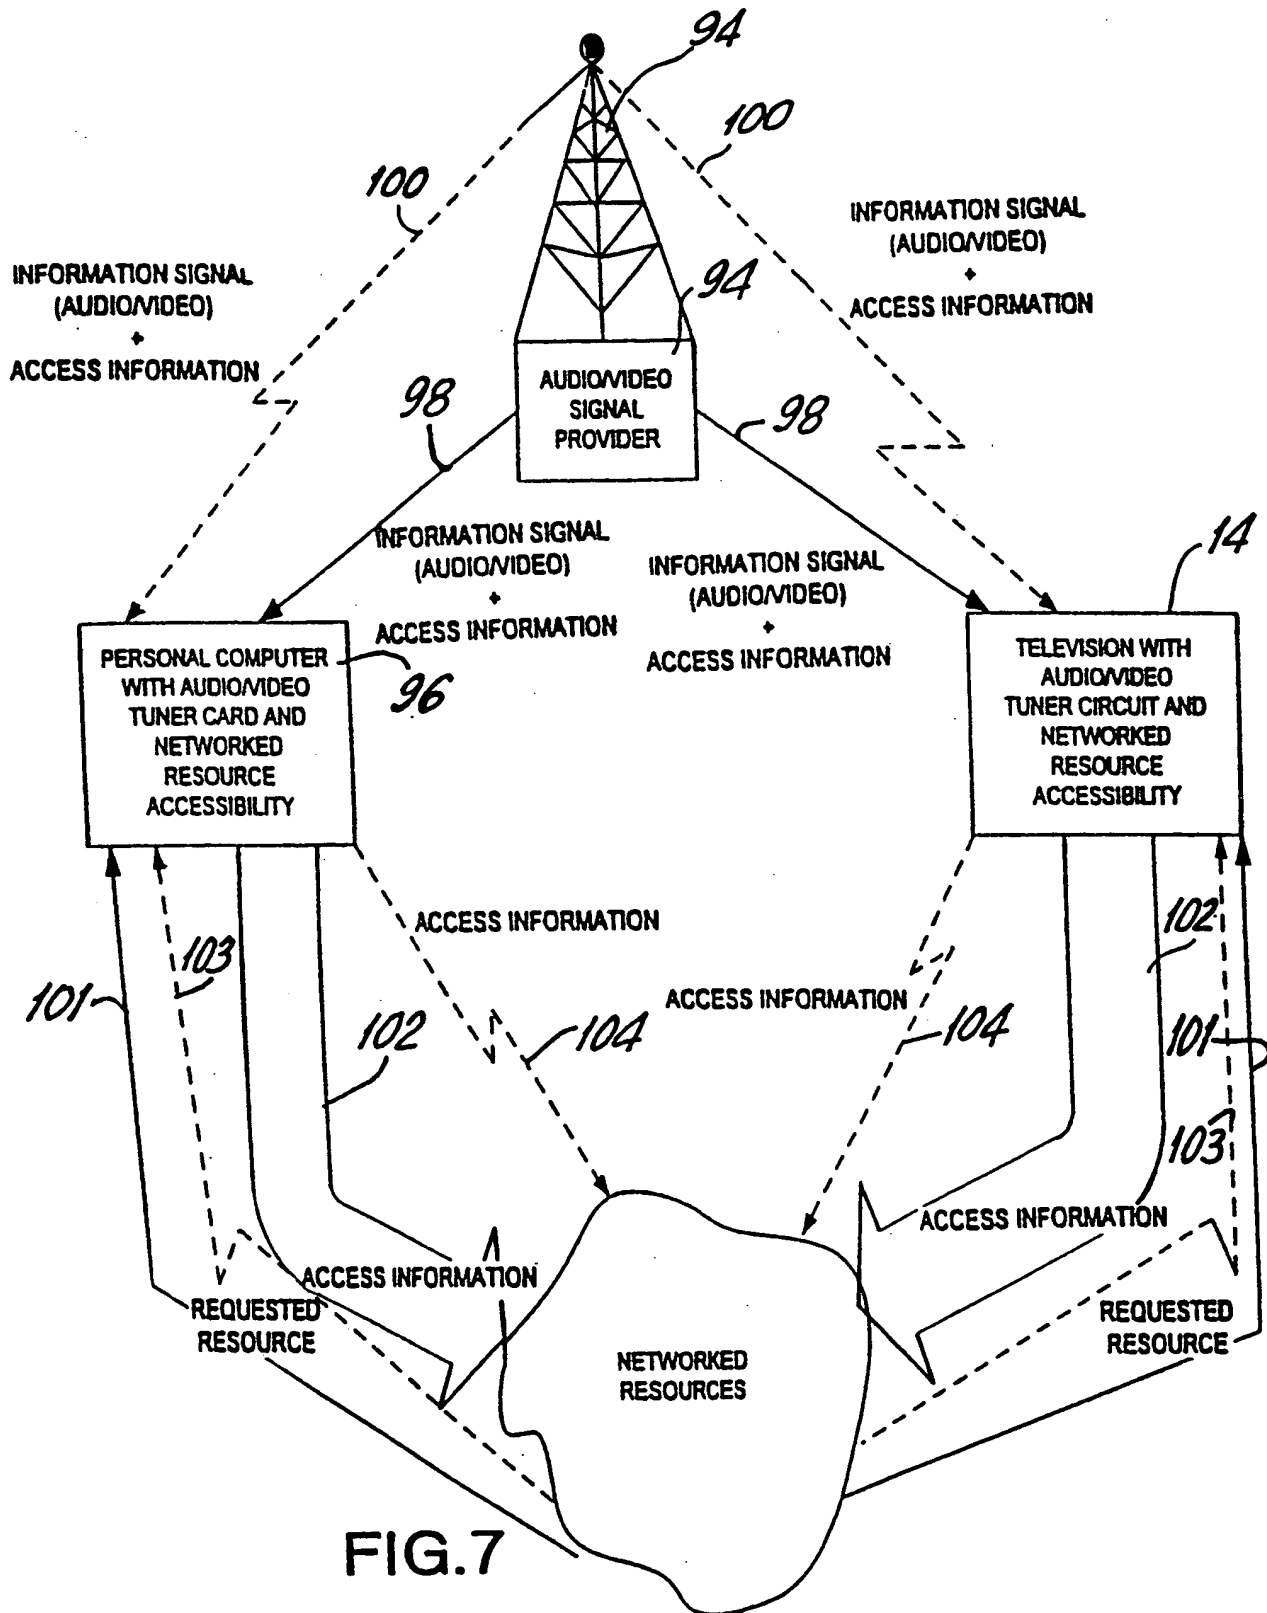 94
100
100
INFORMATION SIGNAL
(AUDIO/VIDEO)
+
ACCESS INFORMATION
INFORMATION SIGNAL
(AUDIO/VIDEO)
+
ACCESS INFORMATION
94
AUDIO/VIDEO
SIGNAL
PROVIDER
98
98
INFORMATION SIGNAL
(AUDIO/VIDEO)
+
ACCESS INFORMATION
INFORMATION SIGNAL
(AUDIO/VIDEO)
+
ACCESS INFORMATION
14
PERSONAL COMPUTER
WITH AUDIO/VIDEO
TUNER CARD AND
NETWORKED
RESOURCE
ACCESSIBILITY
96
TELEVISION WITH
AUDIO/VIDEO
TUNER CIRCUIT AND
NETWORKED
RESOURCE
ACCESSIBILITY
ACCESS INFORMATION
ACCESS INFORMATION
101
103
102
104
104
102
101
103
ACCESS INFORMATION
ACCESS INFORMATION
REQUESTED
RESOURCE
REQUESTED
RESOURCE
NETWORKED
RESOURCES
FIG.7